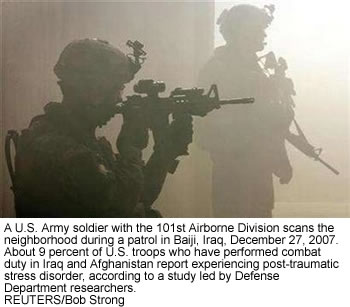 A U.S. Army soldier with the 101st Airborne Division scans the
neighborhood during a patrol in Baiji, Iraq, December 27, 2007.
About 9 percent of U.S. troops who have performed combat
duty in Iraq and Afghanistan report experiencing post-traumatic
stress disorder, according to a study led by Defense
Department researchers.
REUTERS/Bob Strong